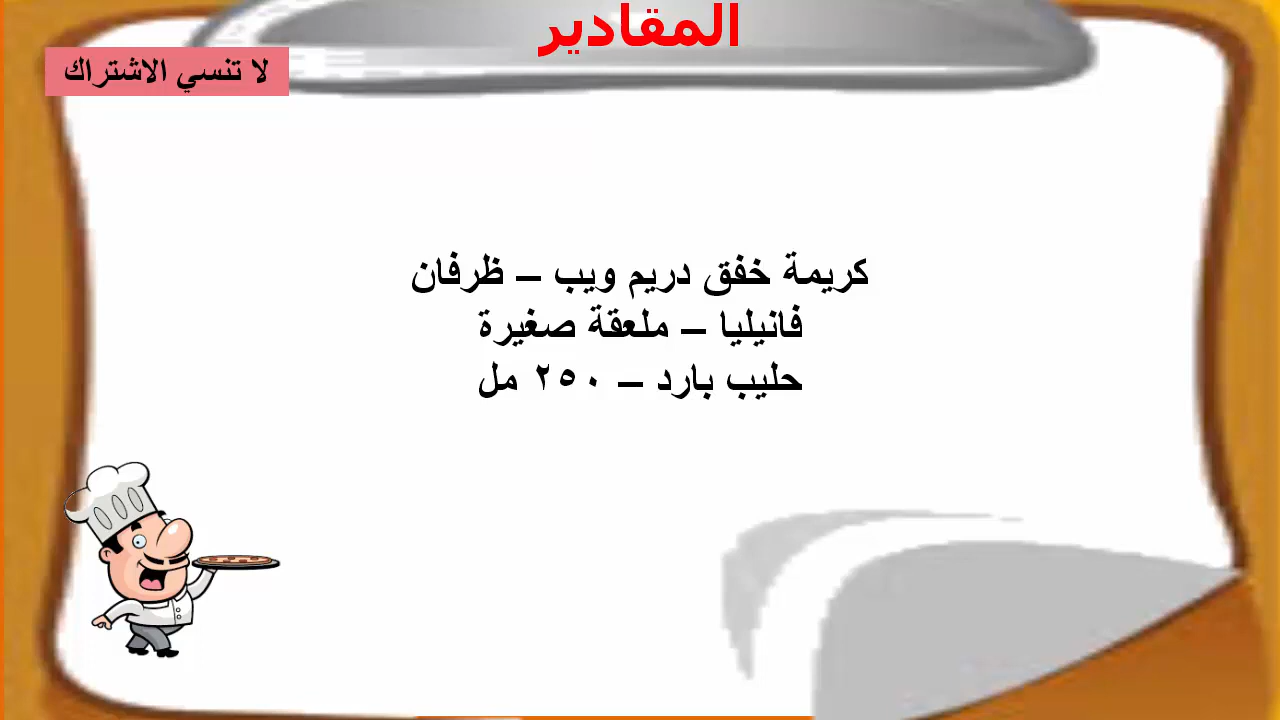 المقادير
لا تنسي الاشتراك
كريمة خفق دريم ويب – ظرفان
فانيليا – ملعقة صغيرة
حليب بارد – ٢٥٠ مل